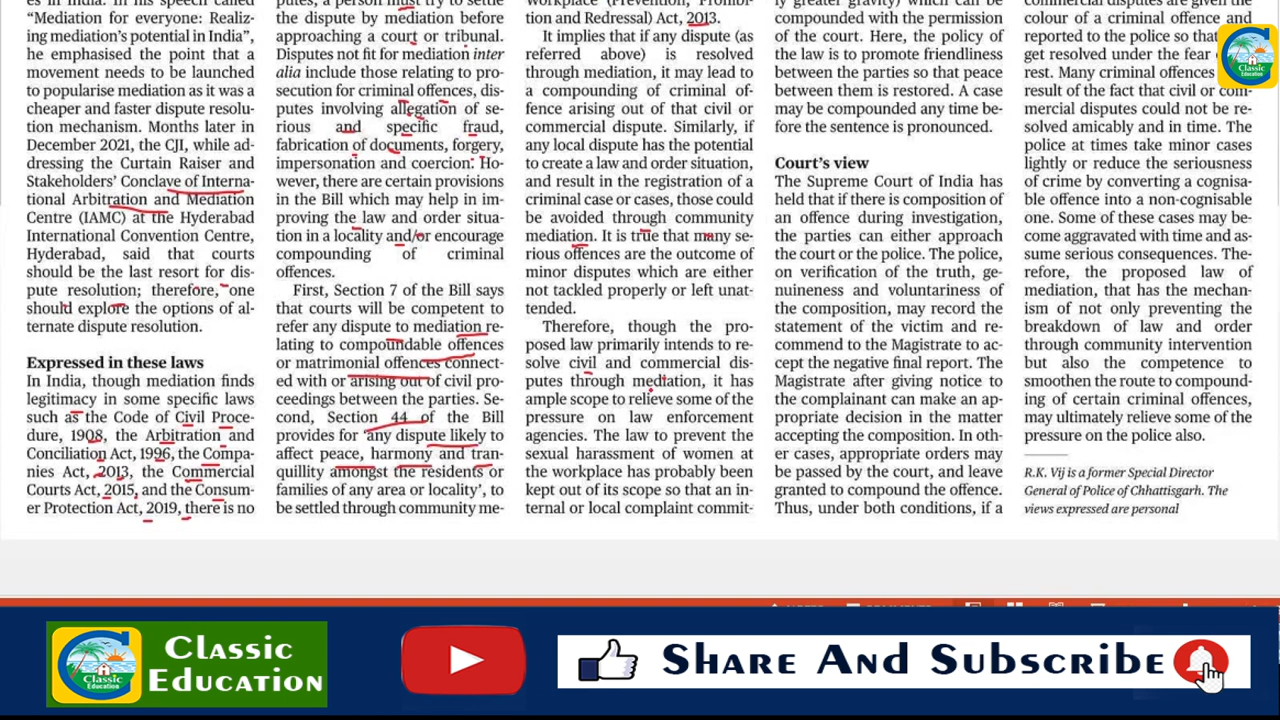 es in India. In his speech called
“Mediation for everyone: Realiz-
ing mediation’s potential in India”,
he emphasised the point that a
movement needs to be launched
to popularise mediation as it was a
cheaper and faster dispute resolu-
tion mechanism. Months later in
December 2021, the CJI, while ad-
dressing the Curtain Raiser and
Stakeholders’ Conclave of Interna-
tional Arbitration and Mediation
Centre (IAMC) at the Hyderabad
International Convention Centre,
Hyderabad, said that courts
should be the last resort for dis-
pute resolution; therefore, one
should explore the options of al-
ternate dispute resolution.
Expressed in these laws
In India, though mediation finds
legitimacy in some specific laws
such as the Code of Civil Proce-
dure, 1908, the Arbitration and
Conciliation Act, 1996, the Compa-
nies Act, 2013, the Commercial
Courts Act, 2015, and the Consum-
er Protection Act, 2019, there is no
putes, a person must try to settle
the dispute by mediation before
approaching a court or tribunal.
Disputes not fit for mediation inter
alia include those relating to pro-
secution for criminal offences, dis-
putes involving allegation of se-
rious and specific fraud,
fabrication of documents, forgery,
impersonation and coercion. Ho-
wever, there are certain provisions
in the Bill which may help in im-
proving the law and order situa-
tion in a locality and/or encourage
compounding of criminal
offences.
First, Section 7 of the Bill says
that courts will be competent to
refer any dispute to mediation re-
lating to compoundable offences
or matrimonial offences connect-
ed with or arising out of civil pro-
ceedings between the parties. Se-
cond, Section 44 of the Bill
provides for ‘any dispute likely to
affect peace, harmony and tran-
quillity amongst the residents or
families of any area or locality’, to
be settled through community me-
Workplace (Prevention, Prohibi-
tion and Redressal) Act, 2013.
It implies that if any dispute (as
refered above) is resolved
through mediation, it may lead to
a compounding of criminal of-
fence arising out of that civil or
commercial dispute. Similarly, if
any local dispute has the potential
to create a law and order situation,
and result in the registration of a
criminal case or cases, those could
be avoided through community
mediation. It is true that many se-
rious offences are the outcome of
minor disputes which are either
not tackled properly or left unat-
tended.
Therefore, though the pro-
posed law primarily intends to re-
solve civil and commercial dis-
putes through mediation, it has
ample scope to relieve some of the
pressure on law enforcement
agencies. The law to prevent the
sexual harassment of women at
the workplace has probably been
kept out of its scope so that an in-
ternal or local complaint commit-
ly greater gravity) which can be
compounded with the permission
of the court. Here, the policy of
the law is to promote friendliness
between the parties so that peace
between them is restored. A case
may be compounded any time be-
fore the sentence is pronounced.
Court’s view
The Supreme Court of India has
held that if there is composition of
an offence during investigation,
the parties can either approach
the court or the police. The police,
on verification of the truth, ge-
nuineness and voluntariness of
the composition, may record the
statement of the victim and re-
commend to the Magistrate to ac-
cept the negative final report. The
Magistrate after giving notice to
the complainant can make an ap-
propriate decision in the matter
accepting the composition. In oth-
er cases, appropriate orders may
be passed by the court, and leave
granted to compound the offence.
Thus, under both conditions, if a
commercial disputes are given the
colour of a criminal offence and
reported to the police so that
get resolved under the fear
rest. Many criminal offences
result of the fact that civil or com-
mercial disputes could not be re-
solved amicably and in time. The
police at times take minor cases
lightly or reduce the seriousness
of crime by converting a cognisa-
ble offence into a non-cognisable
one. Some of these cases may be-
come aggravated with time and as-
sume serious consequences. The-
refore, the proposed law of
mediation, that has the mechan-
ism of not only preventing the
breakdown of law and order
through community intervention
but also the competence to
smoothen the route to compound-
ing of certain criminal offences,
may ultimately relieve some of the
pressure on the police also.
R.K. Vij is a former Special Director
General of Police of Chhattisgarh. The
views expressed are personal
Classic
Education
Classic
Education
Classic
Education
Share And Subscribe